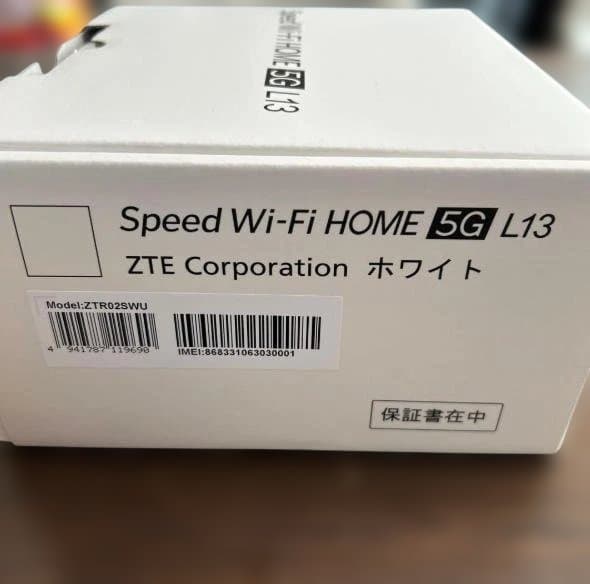 Speed Wi-Fi HOME 5G L13
Speed Wi-Fi HOME 5G L13
ZTE Corporation ホワイト
Model:ZTR02SWU
4 941787 119690
IMEI:868331063030001
保証書在中